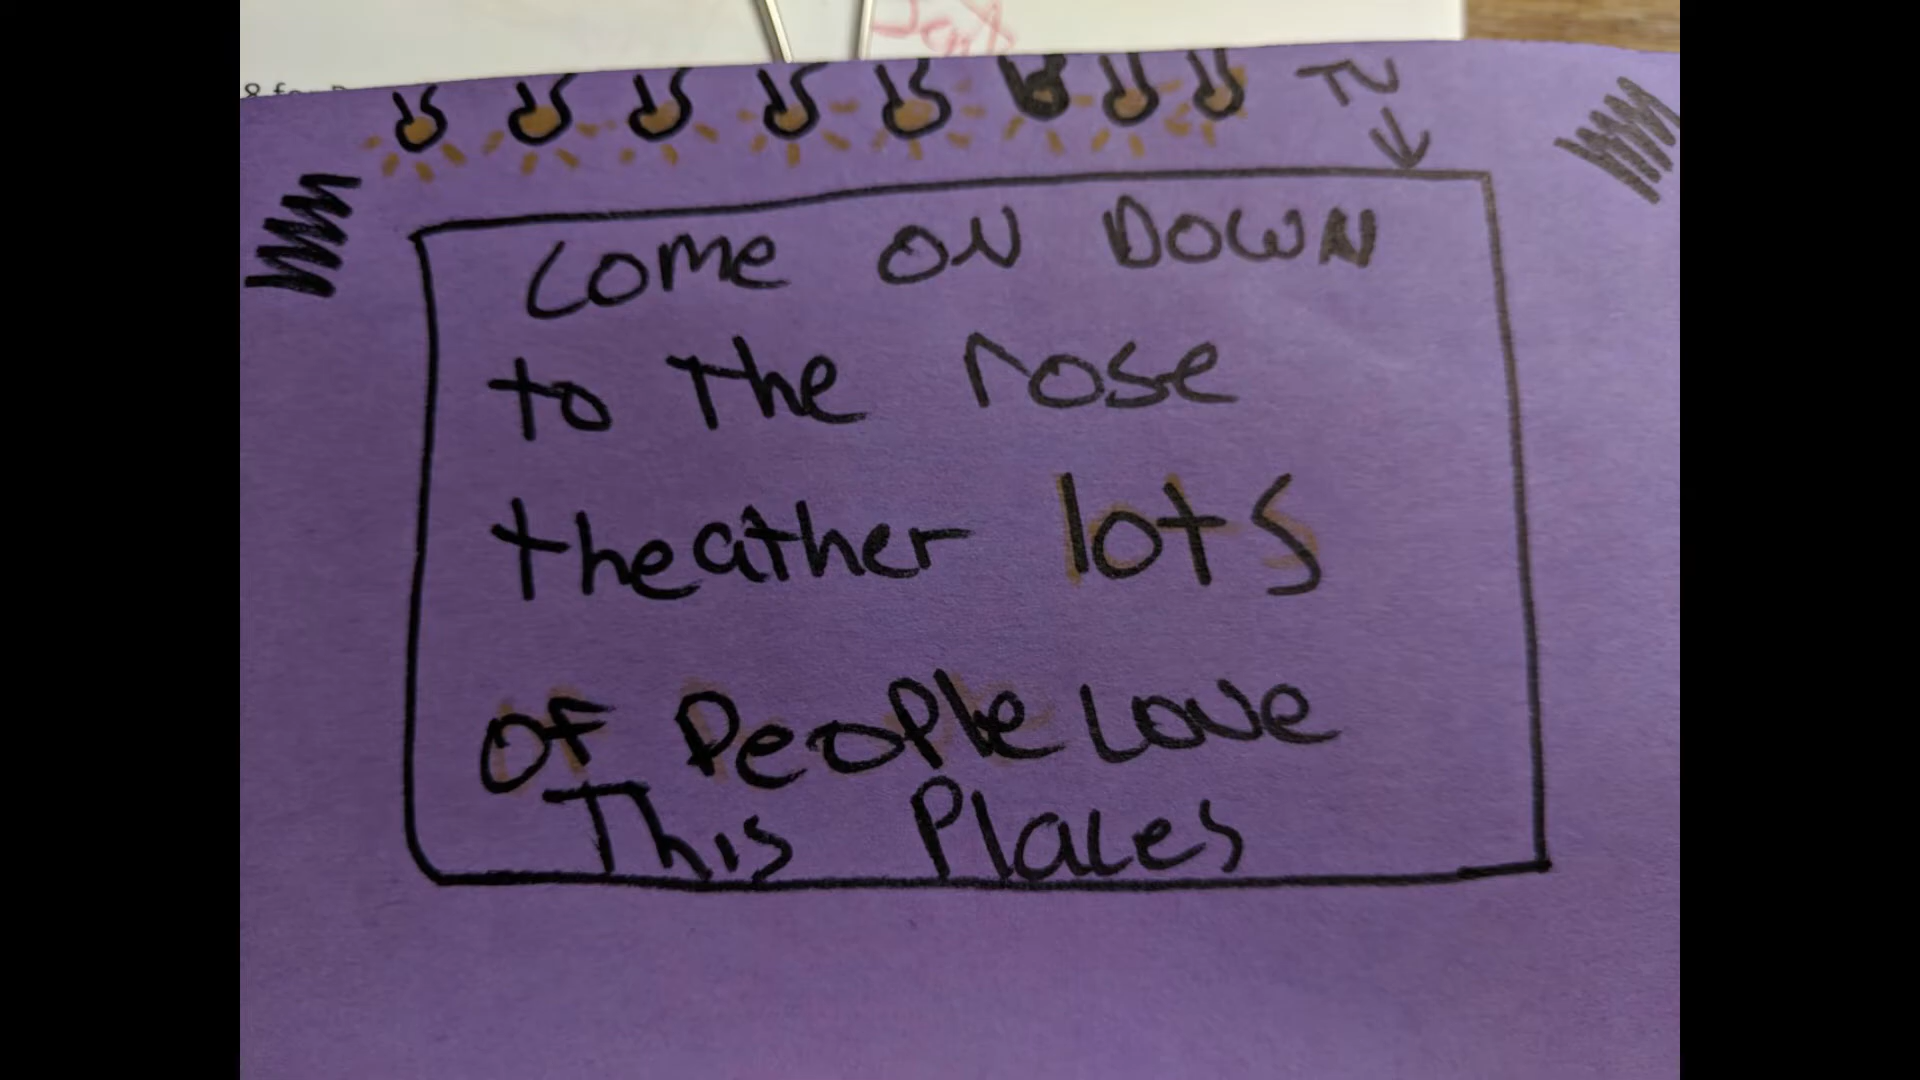 TV
COME ON DOWN
to The rose
theather lots
OF PeoPle Love
This Places